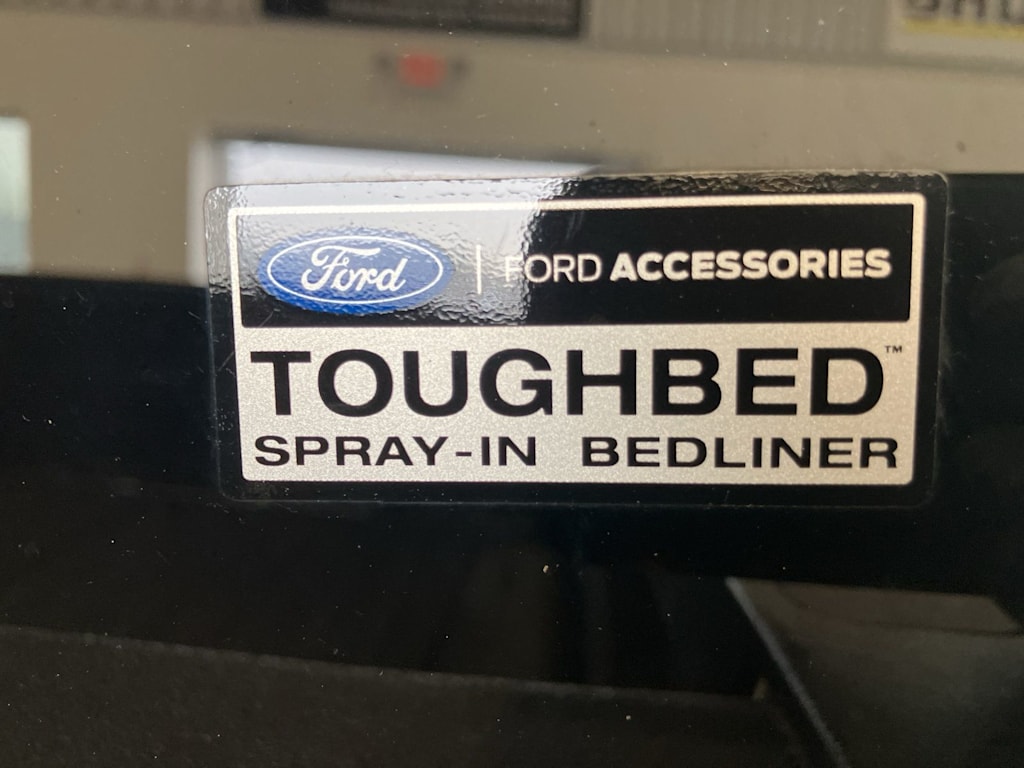 Ford | FORD ACCESSORIES
TOUGHBED™
SPRAY-IN BEDLINER